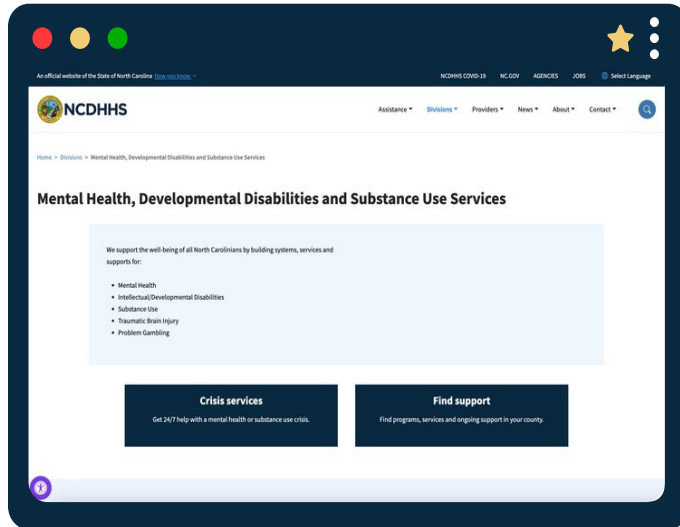 An official website of the State of North Carolina How you know
NCDHHS COVID-19 NC.GOV AGENCIES JOBS Select Language
NCDHHS
Assistance Divisions Providers News About Contact
Home > Divisions > Mental Health, Developmental Disabilities and Substance Use Services
Mental Health, Developmental Disabilities and Substance Use Services
We support the well-being of all North Carolinians by building systems, services and
supports for:
• Mental Health
• Intellectual/Developmental Disabilities
• Substance Use
• Traumatic Brain Injury
• Problem Gambling
Crisis services
Get 24/7 help with a mental health or substance use crisis.
Find support
Find programs, services and ongoing support in your county.